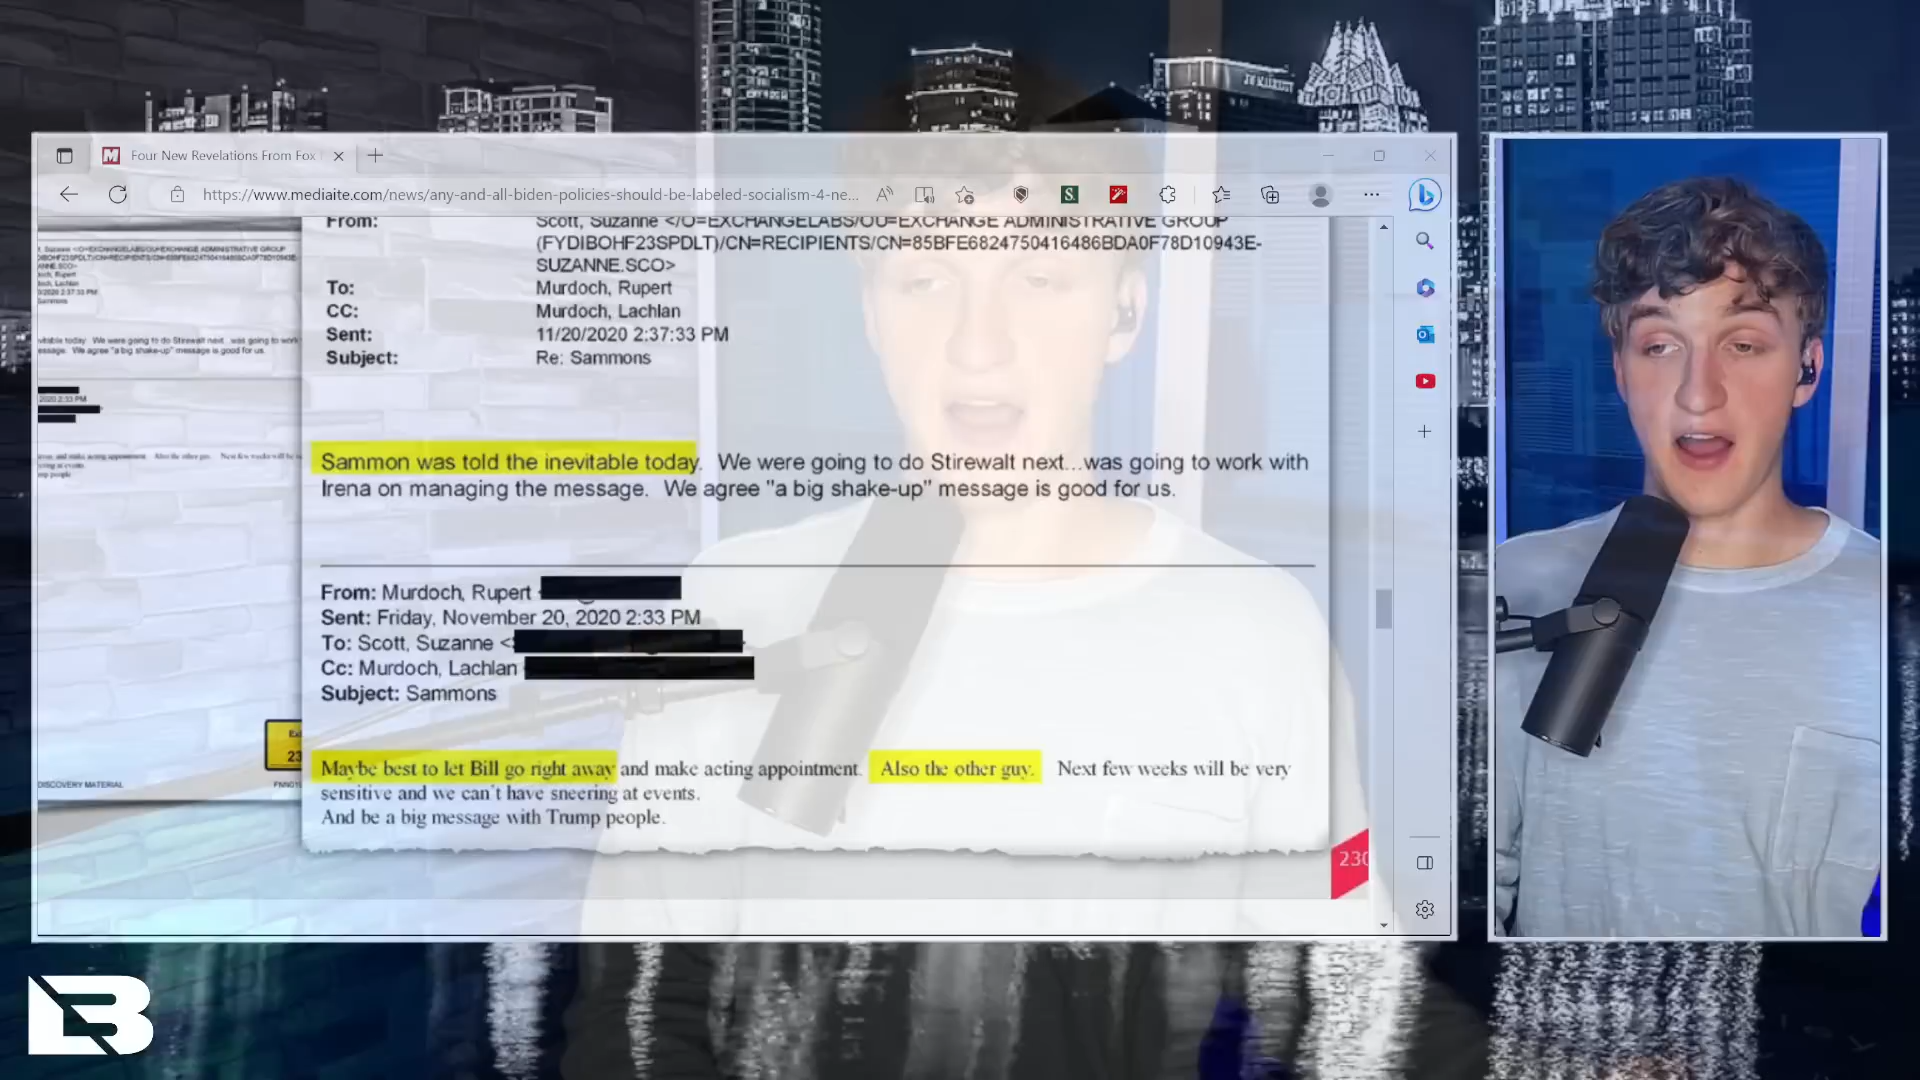 Four New Revelations From Fox
https://www.mediaite.com/news/any-and-all-biden-policies-should-be-labeled-socialism-4-ne...
From: Scott, Suzanne </O=EXCHANGELABS/OU=EXCHANGE ADMINISTRATIVE GROUP
(FYDIBOHF23SPDLT)/CN=RECIPIENTS/CN=85BFE6824750416486BDA0F78D10943E-
SUZANNE.SCO>
To: Murdoch, Rupert
CC: Murdoch, Lachlan
Sent: 11/20/2020 2:37:33 PM
Subject: Re: Sammons
Sammon was told the inevitable today. We were going to do Stirewalt next...was going to work with
Irena on managing the message. We agree "a big shake-up" message is good for us.
From: Murdoch, Rupert
Sent: Friday, November 20, 2020 2:33 PM
To: Scott, Suzanne <
Cc: Murdoch, Lachlan
Subject: Sammons
Maybe best to let Bill go right away and make acting appointment. Also the other guy. Next few weeks will be very
sensitive and we can't have sneering at events.
And be a big message with Trump people.
230
23
DISCOVERY MATERIAL